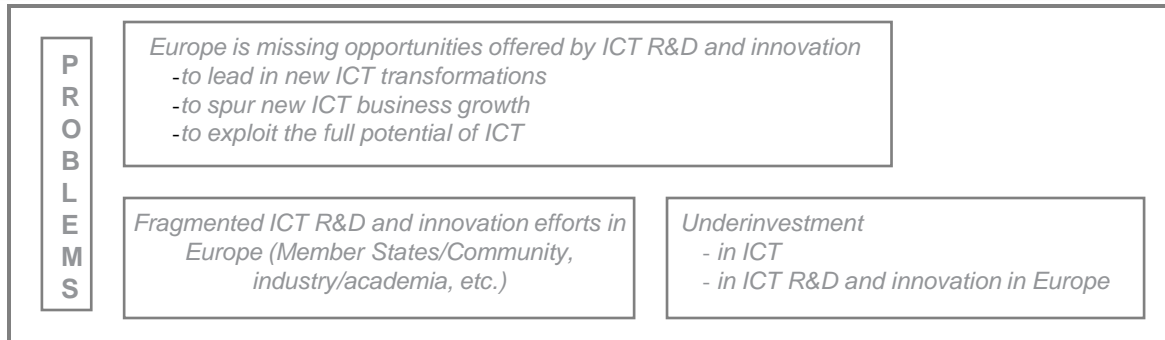 PROBLEMS
Europe is missing opportunities offered by ICT R&D and innovation
-to lead in new ICT transformations
-to spur new ICT business growth
-to exploit the full potential of ICT
Fragmented ICT R&D and innovation efforts in
Europe (Member States/Community,
industry/academia, etc.)
Underinvestment
- in ICT
- in ICT R&D and innovation in Europe